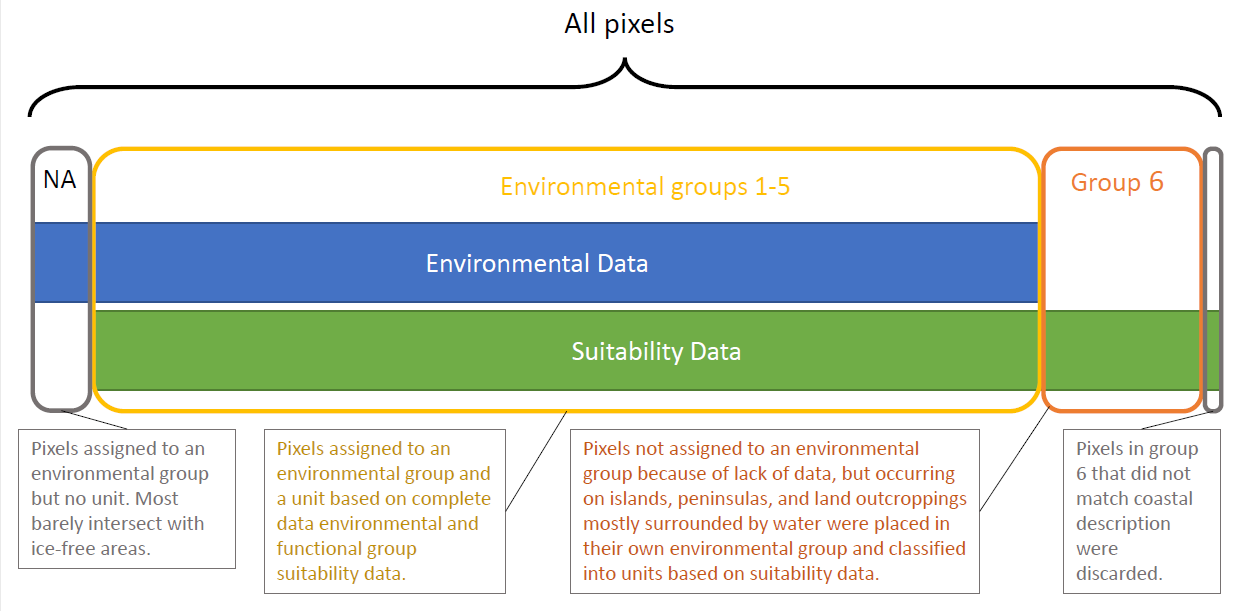 All pixels
NA
Environmental groups 1-5
Group 6
Environmental Data
Suitability Data
Pixels assigned to an
environmental group
but no unit. Most
barely intersect with
ice-free areas.
Pixels assigned to an
environmental group and
a unit based on complete
data environmental and
functional group
suitability data.
Pixels not assigned to an environmental
group because of lack of data, but occurring
on islands, peninsulas, and land outcroppings
mostly surrounded by water were placed in
their own environmental group and classified
into units based on suitability data.
Pixels in group
6 that did not
match coastal
description
were
discarded.